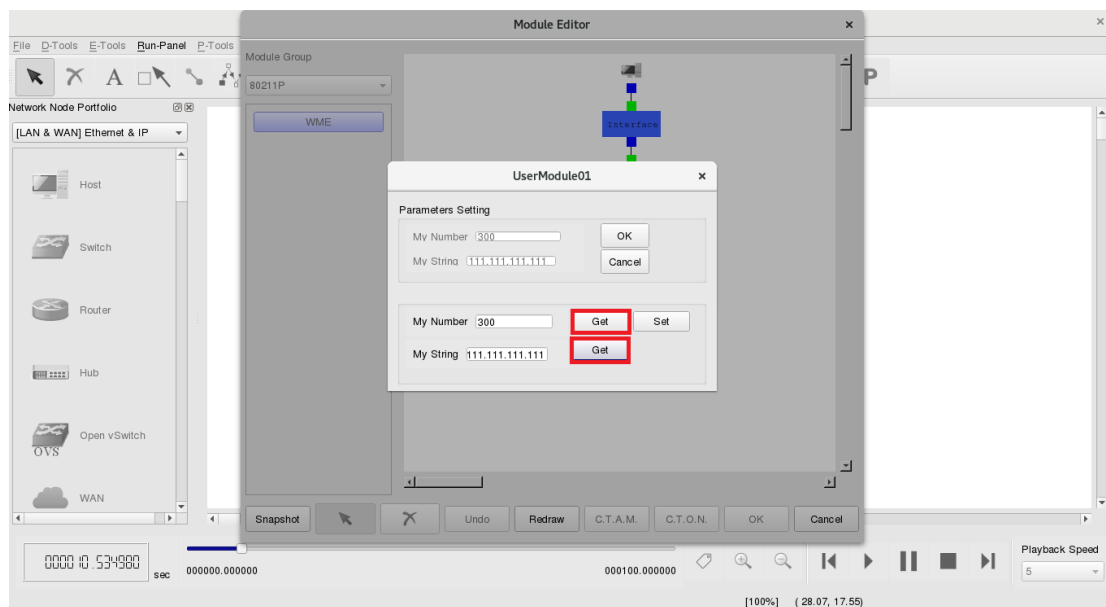 Module Editor
×
×
File D-Tools E-Tools Run-Panel P-Tools
A
P
Network Node Portfolio
[LAN & WAN] Ethernet & IP
Host
Switch
Router
Hub
Open vSwitch
OVS
WAN
Module Group
80211P
WME
Interface
UserModule01
×
Parameters Setting
My Number 300 OK
My String 111.111.111.111 Cancel
My Number 300 Get Set
My String 111.111.111.111 Get
Snapshot Undo Redraw C.T.A.M. C.T.O.N. OK Cancel
000010.534980 sec
000000.000000
000100.000000
Playback Speed
5
[100%] ( 28.07, 17.55)